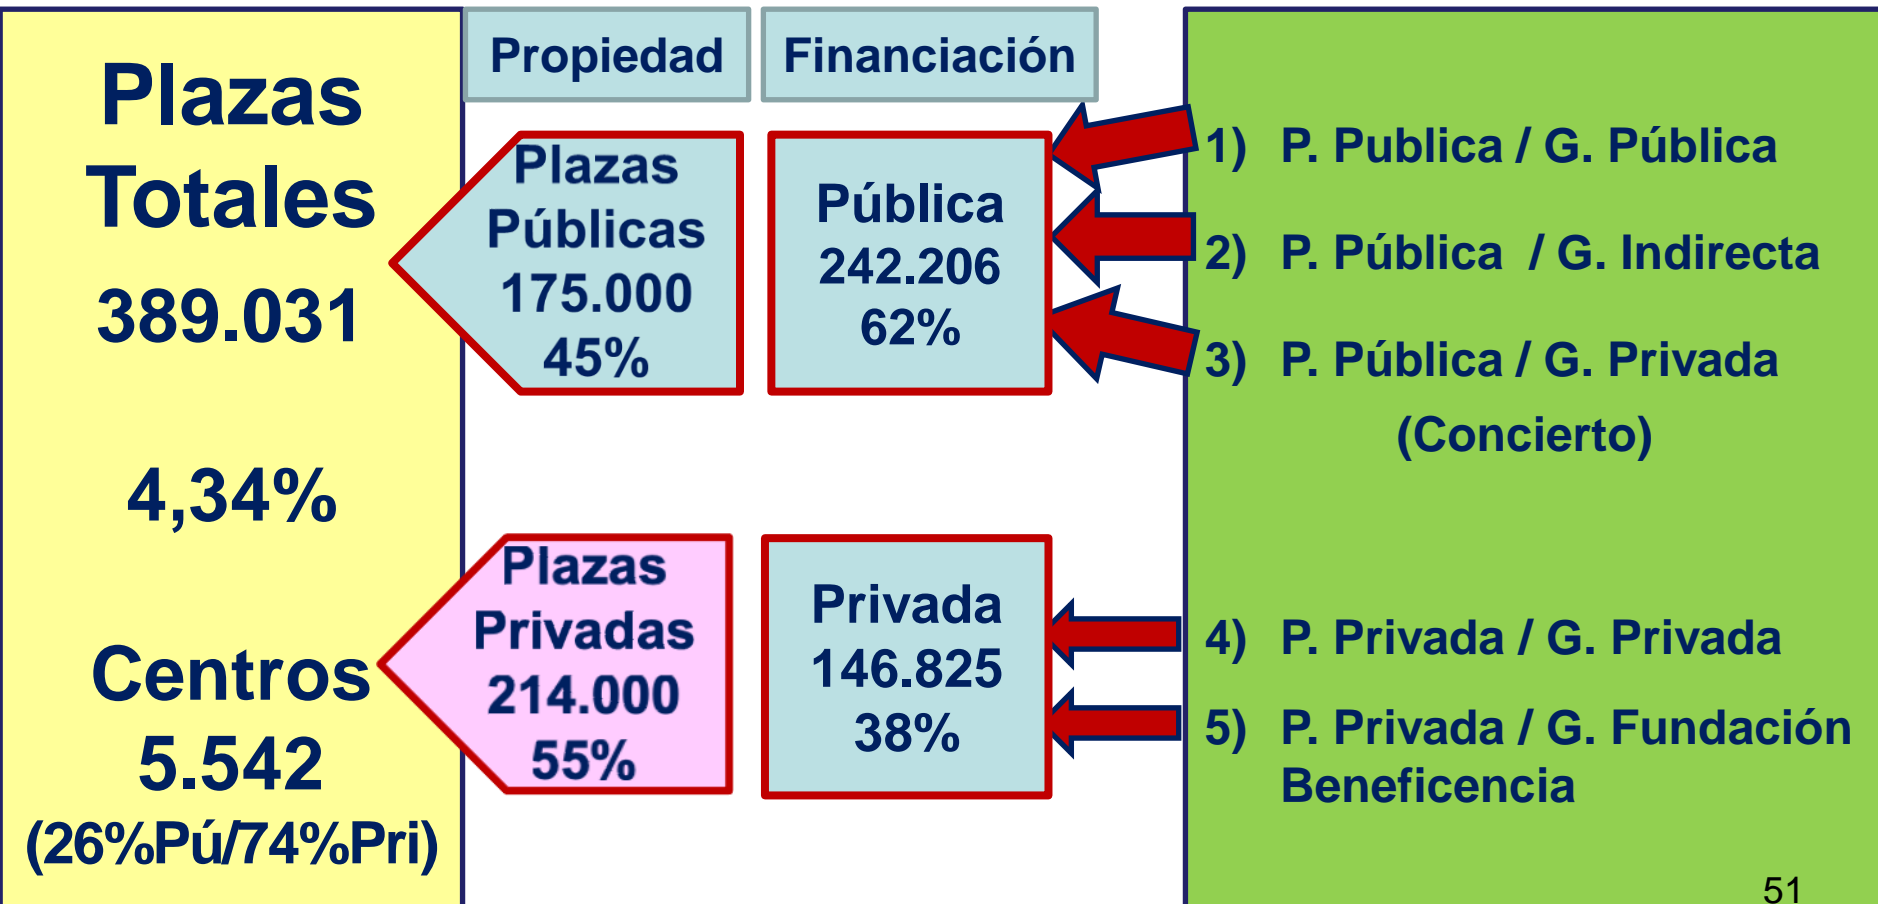 Plazas
Totales
389.031
4,34%
Centros
5.542
(26%Pú/74%Pri)
Propiedad
Plazas
Públicas
175.000
45%
Plazas
Privadas
214.000
55%
Financiación
Pública
242.206
62%
Privada
146.825
38%
1) P. Publica / G. Pública
2) P. Pública / G. Indirecta
3) P. Pública / G. Privada
(Concierto)
4) P. Privada / G. Privada
5) P. Privada / G. Fundación
Beneficencia
51